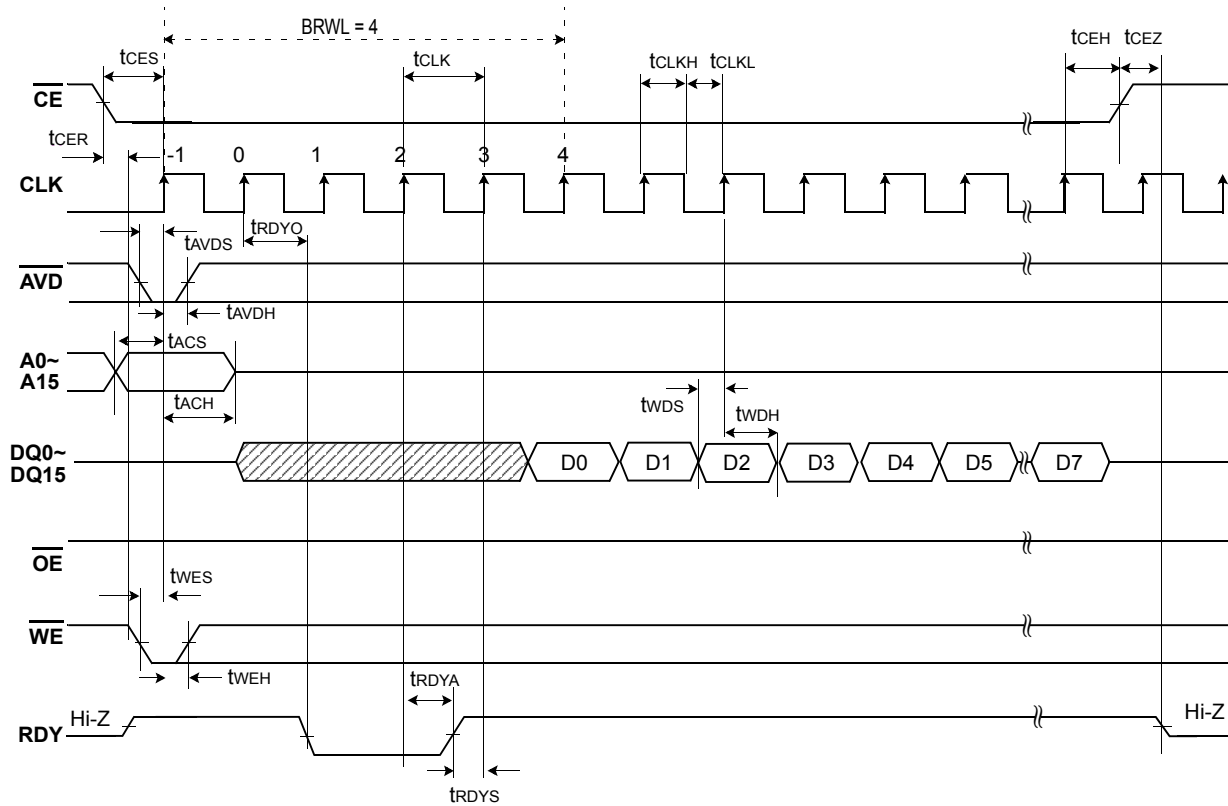 BRWL = 4
tCES
tCLK
tCLKH
tCLKL
tCEH
tCEZ
CE
tCER
-1
0
1
2
3
4
CLK
tRDYO
tAVDS
AVD
tAVDH
tACS
A0~
A15
tACH
tWDS
tWDH
DQ0~
DQ15
D0
D1
D2
D3
D4
D5
D7
OE
tWES
WE
tWEH
tRDYA
Hi-Z
RDY
Hi-Z
tRDYS